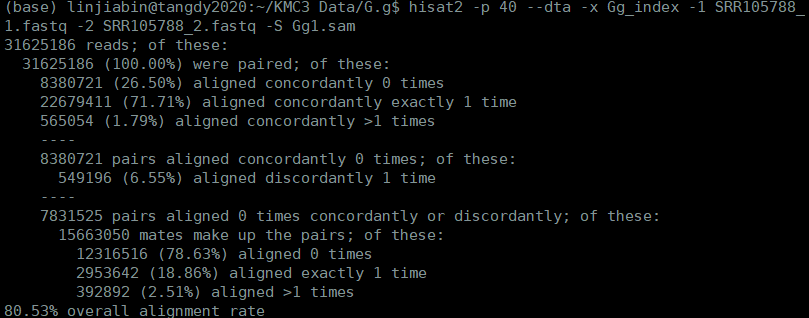 (base) linjiabin@tangdy2020:~/KMC3 Data/G.g$ hisat2 -p 40 --dta -x Gg_index -1 SRR105788_
1.fastq -2 SRR105788_2.fastq -S Gg1.sam
31625186 reads; of these:
  31625186 (100.00%) were paired; of these:
    8380721 (26.50%) aligned concordantly 0 times
    22679411 (71.71%) aligned concordantly exactly 1 time
    565054 (1.79%) aligned concordantly >1 times
    ----
    8380721 pairs aligned concordantly 0 times; of these:
      549196 (6.55%) aligned discordantly 1 time
    ----
    7831525 pairs aligned 0 times concordantly or discordantly; of these:
      15663050 mates make up the pairs; of these:
        12316516 (78.63%) aligned 0 times
        2953642 (18.86%) aligned exactly 1 time
        392892 (2.51%) aligned >1 times
80.53% overall alignment rate